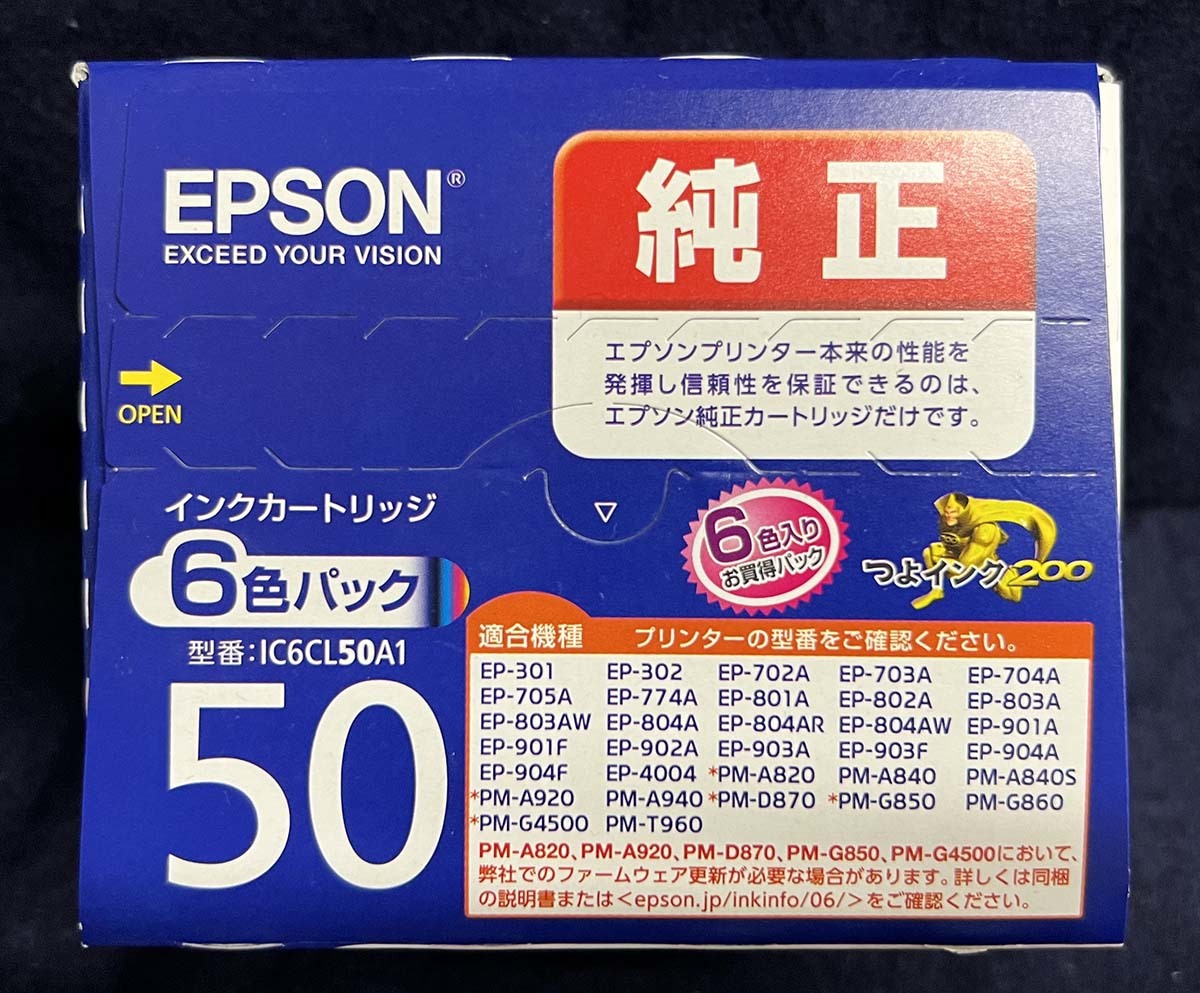 EPSON®
EXCEED YOUR VISION
純正
エプソンプリンター本来の性能を
発揮し信頼性を保証できるのは、
エプソン純正カートリッジだけです。
OPEN
インクカートリッジ
6色パック
型番:IC6CL50A1
50
6色入り
お買得パック
つよインク200
適合機種 プリンターの型番をご確認ください。
EP-301 EP-302 EP-702A EP-703A EP-704A
EP-705A EP-774A EP-801A EP-802A EP-803A
EP-803AW EP-804A EP-804AR EP-804AW EP-901A
EP-901F EP-902A EP-903A EP-903F EP-904A
EP-904F EP-4004 *PM-A820 PM-A840 PM-A840S
*PM-A920 PM-A940 *PM-D870 *PM-G850 PM-G860
*PM-G4500 PM-T960
PM-A820、PM-A920、PM-D870、PM-G850、PM-G4500において、
弊社でのファームウェア更新が必要な場合があります。詳しくは同梱
の説明書または<epson.jp/inkinfo/06/>をご確認ください。